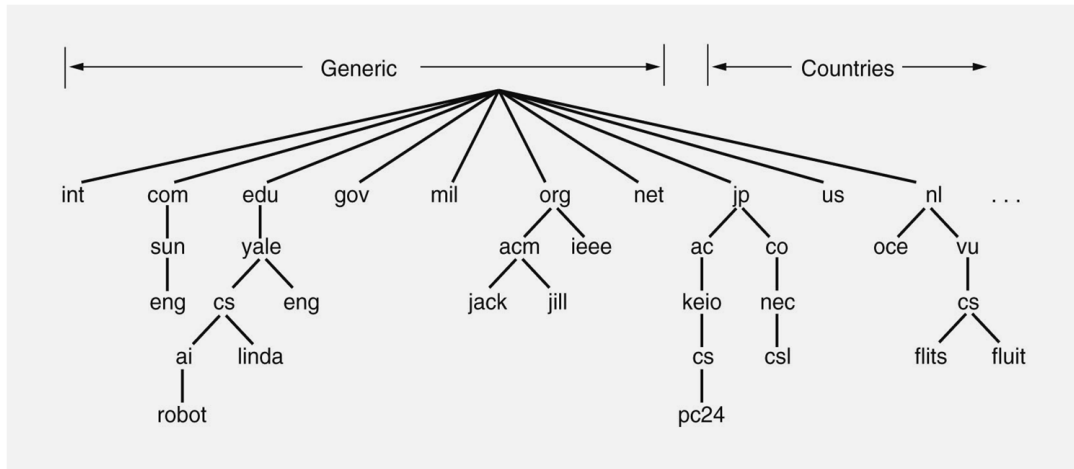 Generic Countries
int com edu gov mil org net jp us nl . . .
sun yale acm ieee ac co oce vu
eng cs eng jack jill keio nec cs
ai linda cs csl flits fluit
robot pc24